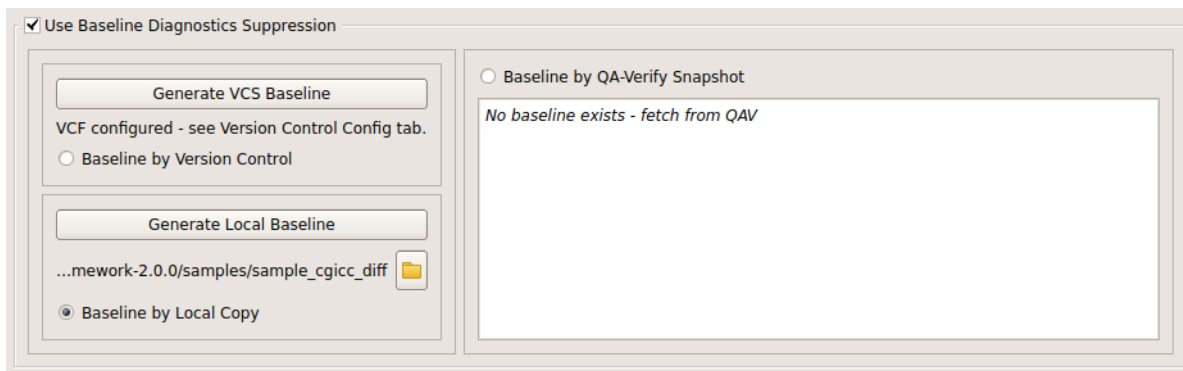 Use Baseline Diagnostics Suppression
Generate VCS Baseline
VCF configured - see Version Control Config tab.
Baseline by Version Control
Generate Local Baseline
...mework-2.0.0/samples/sample_cgicc_diff
Baseline by Local Copy
Baseline by QA-Verify Snapshot
No baseline exists - fetch from QAV